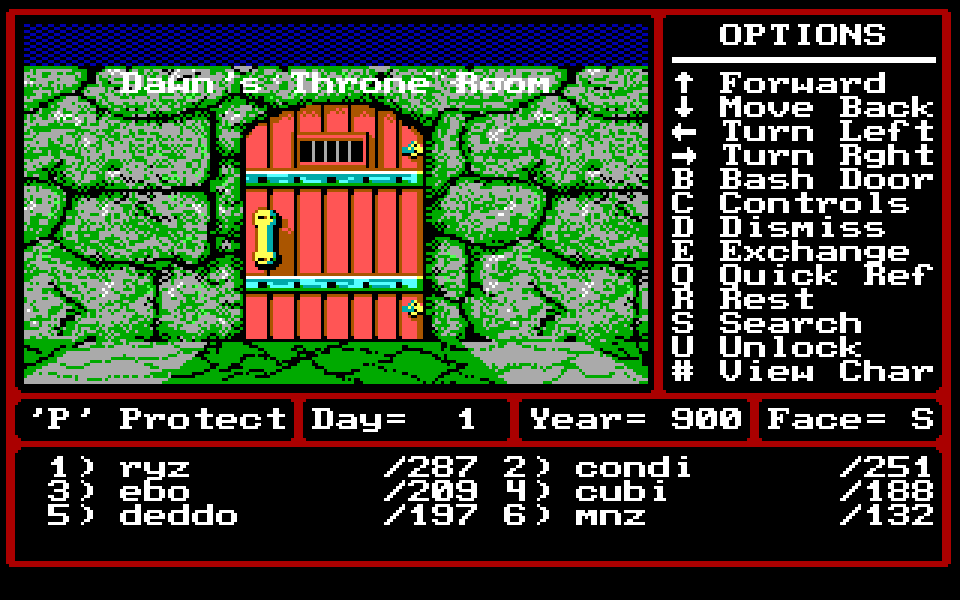 Dawn's Throne Room
OPTIONS
↑ Forward
↓ Move Back
← Turn Left
→ Turn Rght
B Bash Door
C Controls
D Dismiss
E Exchange
Q Quick Ref
R Rest
S Search
U Unlock
# View Char
'P' Protect Day= 1 Year= 900 Face= S
1) ryz /287 2) condi /251
3) ebo /209 4) cubi /188
5) deddo /197 6) mnz /132